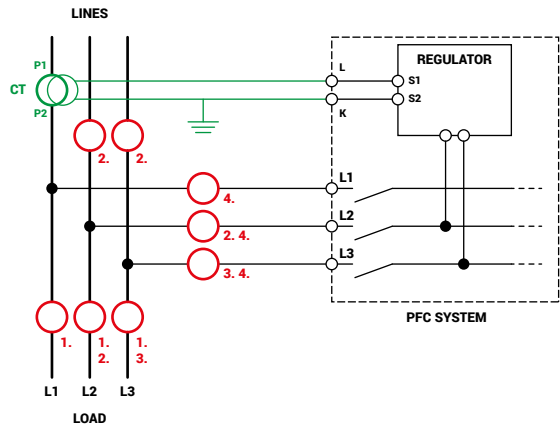 LINES
P1
CT
P2
L
K
REGULATOR
S1
S2
2.
2.
4.
L1
2. 4.
L2
3. 4.
L3
PFC SYSTEM
1.
1.
2.
1.
3.
L1
L2
L3
LOAD